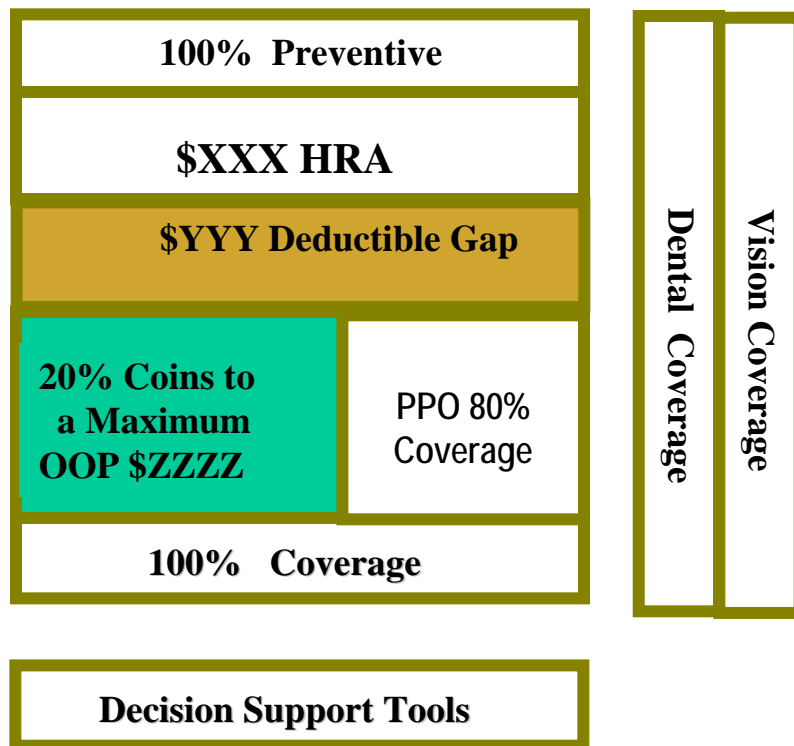 100% Preventive
$XXX HRA
$YYY Deductible Gap
20% Coins to
a Maximum
OOP $ZZZZ
PPO 80%
Coverage
100% Coverage
Decision Support Tools
Dental Coverage
Vision Coverage